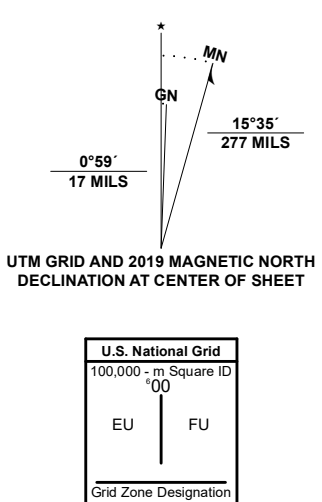 ★
MN
GN
15°35´
277 MILS
0°59´
17 MILS
UTM GRID AND 2019 MAGNETIC NORTH
DECLINATION AT CENTER OF SHEET
U.S. National Grid
100,000 - m Square ID
⁶00
EU FU
Grid Zone Designation